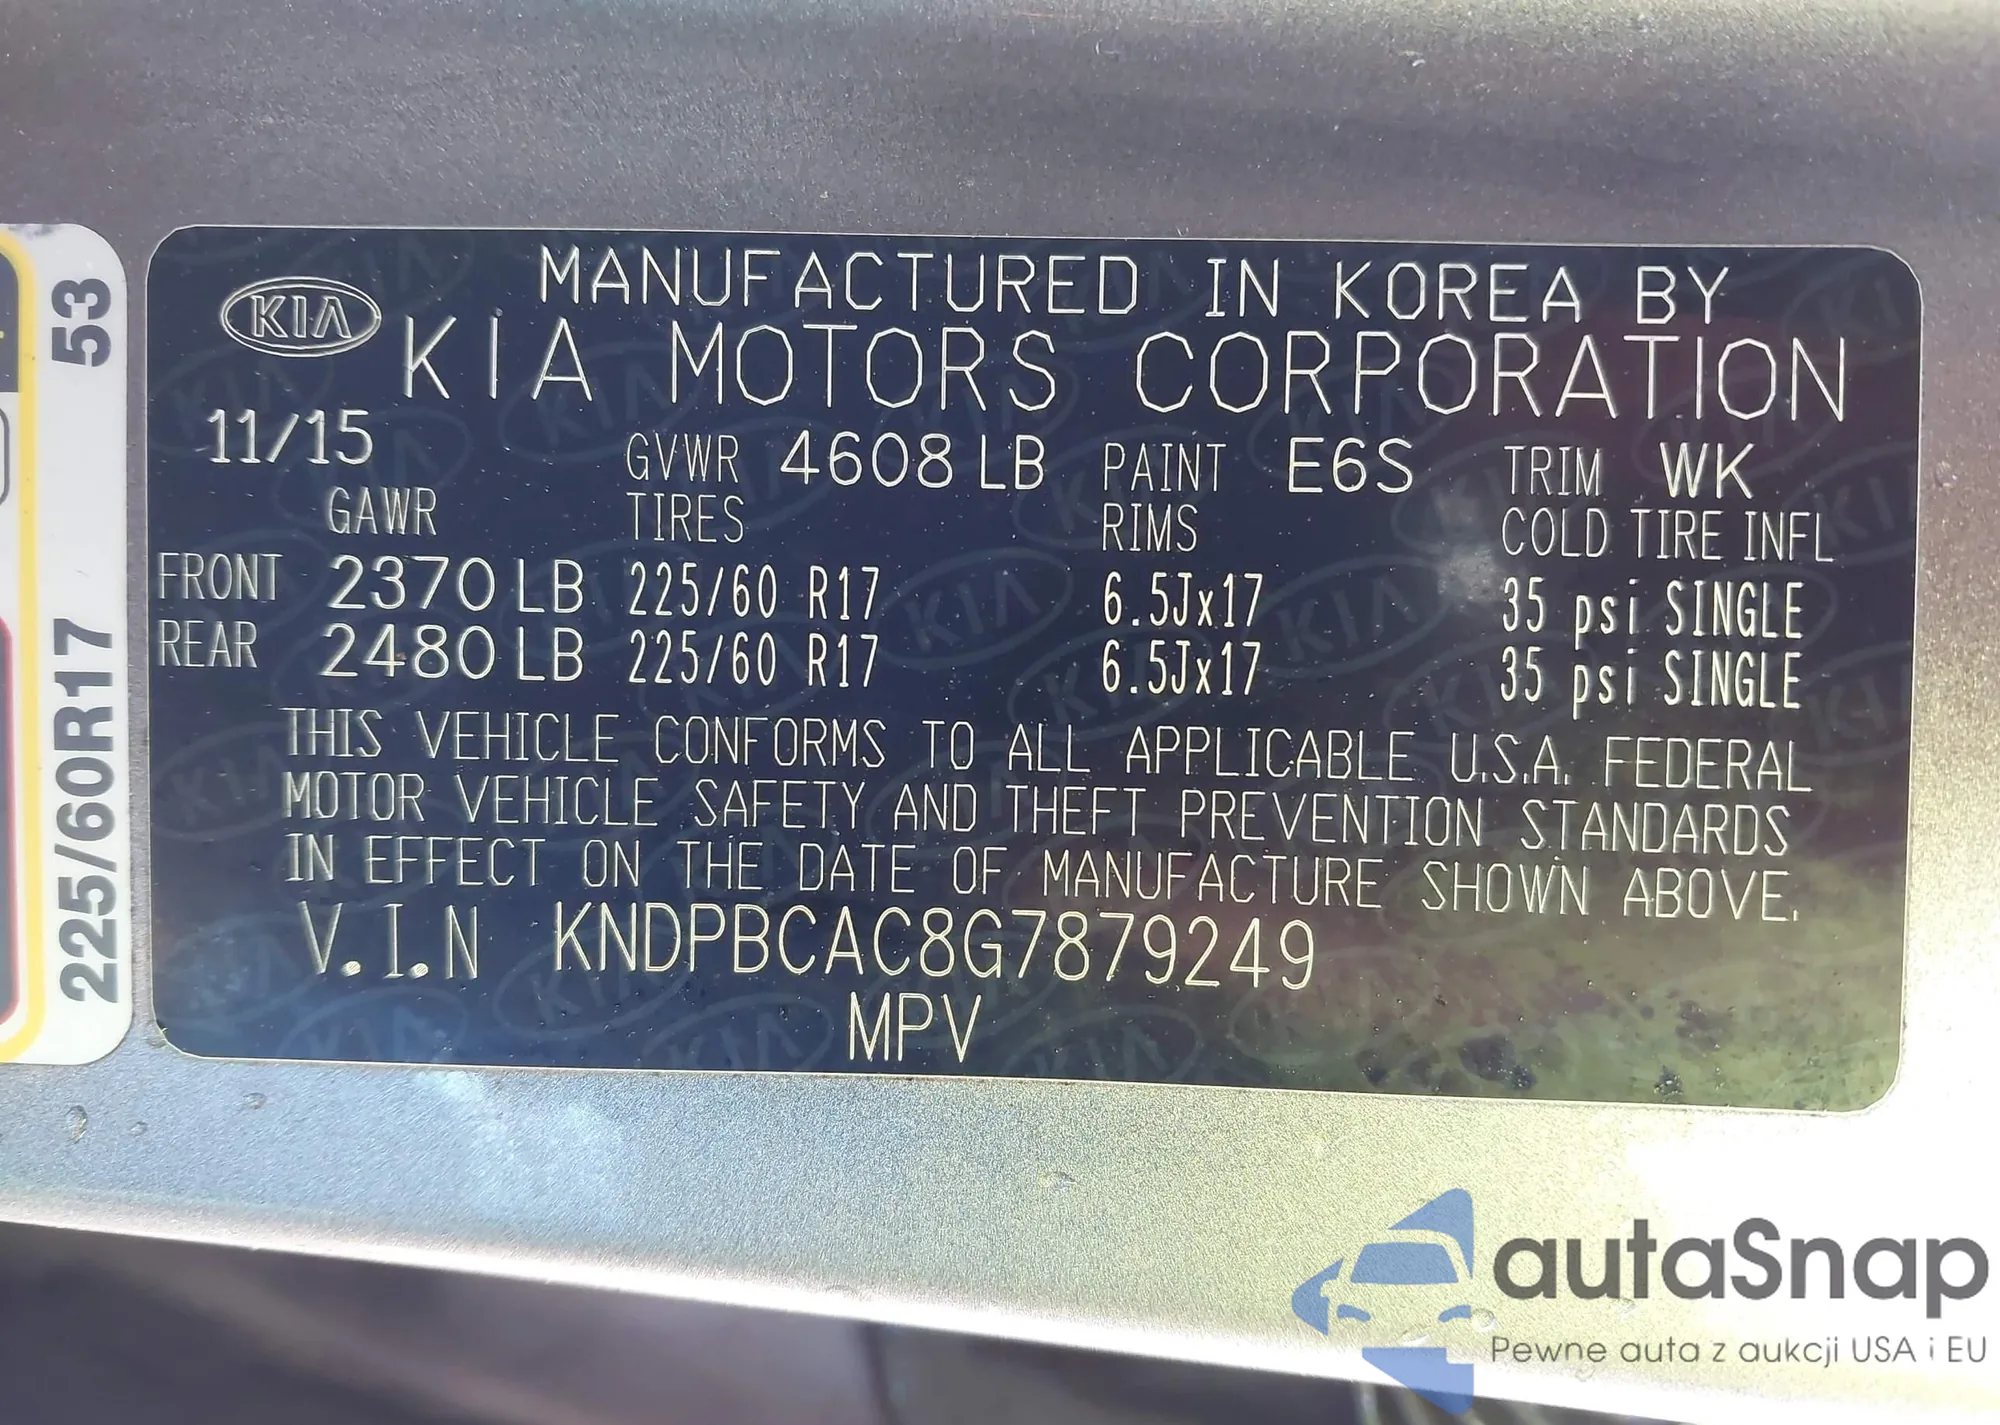 KIA
MANUFACTURED IN KOREA BY
KIA MOTORS CORPORATION
11/15 GVWR 4608 LB PAINT E6S TRIM WK
GAWR TIRES RIMS COLD TIRE INFL
FRONT 2370 LB 225/60 R17 6.5Jx17 35 psi SINGLE
REAR 2480 LB 225/60 R17 6.5Jx17 35 psi SINGLE
THIS VEHICLE CONFORMS TO ALL APPLICABLE U.S.A. FEDERAL
MOTOR VEHICLE SAFETY AND THEFT PREVENTION STANDARDS
IN EFFECT ON THE DATE OF MANUFACTURE SHOWN ABOVE.
V.I.N KNDPBCAC8G7879249
MPV
225/60R17 53
autaSnap
Pewne auta z aukcji USA i EU